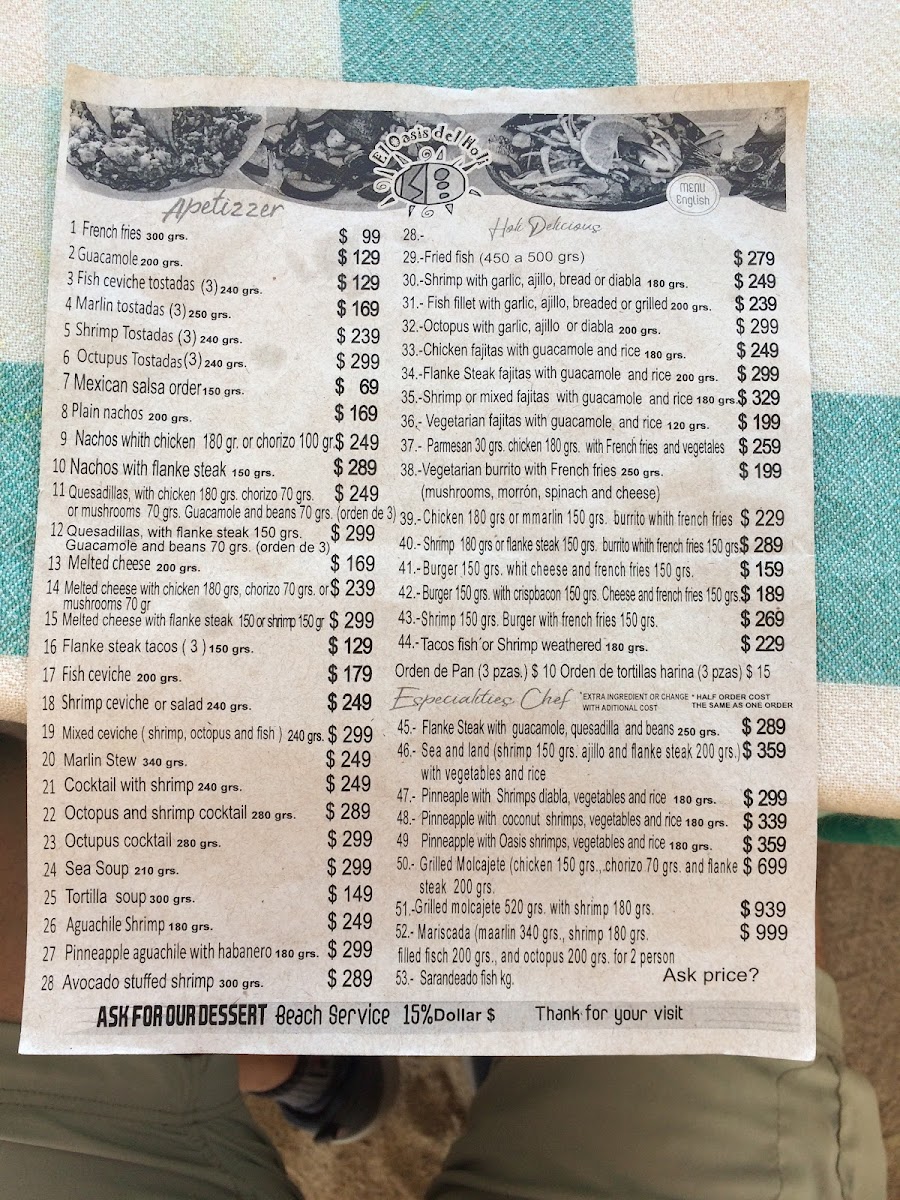 El Oasis del Holi
MENU
English
Apetizzer
1 French fries 300 grs. $ 99
2 Guacamole 200 grs. $ 129
3 Fish ceviche tostadas (3) 240 grs. $ 129
4 Marlin tostadas (3) 250 grs. $ 169
5 Shrimp Tostadas (3) 240 grs. $ 239
6 Octupus Tostadas (3) 240 grs. $ 299
7 Mexican salsa order 150 grs. $ 69
8 Plain nachos 200 grs. $ 169
9 Nachos whith chicken 180 gr. or chorizo 100 gr. $ 249
10 Nachos with flanke steak 150 grs. $ 289
11 Quesadillas, with chicken 180 grs. chorizo 70 grs. $ 249
or mushrooms 70 grs. Guacamole and beans 70 grs. (orden de 3)
12 Quesadillas, with flanke steak 150 grs. $ 299
Guacamole and beans 70 grs. (orden de 3)
13 Melted cheese 200 grs. $ 169
14 Melted cheese with chicken 180 grs, chorizo 70 grs. or $ 239
mushrooms 70 gr
15 Melted cheese with flanke steak 150 or shrimp 150 gr $ 299
16 Flanke steak tacos ( 3 ) 150 grs. $ 129
17 Fish ceviche 200 grs. $ 179
18 Shrimp ceviche or salad 240 grs. $ 249
19 Mixed ceviche ( shrimp, octopus and fish ) 240 grs. $ 299
20 Marlin Stew 340 grs. $ 249
21 Cocktail with shrimp 240 grs. $ 249
22 Octopus and shrimp cocktail 280 grs. $ 289
23 Octupus cocktail 280 grs. $ 299
24 Sea Soup 210 grs. $ 299
25 Tortilla soup 300 grs. $ 149
26 Aguachile Shrimp 180 grs. $ 249
27 Pinneapple aguachile with habanero 180 grs. $ 299
28 Avocado stuffed shrimp 300 grs. $ 289
28.- Holi Delicious
29.-Fried fish (450 a 500 grs) $ 279
30.-Shrimp with garlic, ajillo, bread or diabla 180 grs. $ 249
31.- Fish fillet with garlic, ajillo, breaded or grilled 200 grs. $ 239
32.-Octopus with garlic, ajillo or diabla 200 grs. $ 299
33.-Chicken fajitas with guacamole and rice 180 grs. $ 249
34.-Flanke Steak fajitas with guacamole and rice 200 grs. $ 299
35.-Shrimp or mixed fajitas with guacamole and rice 180 grs. $ 329
36.- Vegetarian fajitas with guacamole and rice 120 grs. $ 199
37.- Parmesan 30 grs. chicken 180 grs. with French fries and vegetales $ 259
38.-Vegetarian burrito with French fries 250 grs. $ 199
(mushrooms, morrón, spinach and cheese)
39.-Chicken 180 grs or mmarlin 150 grs. burrito whith french fries $ 229
40.-Shrimp 180 grs or flanke steak 150 grs. burrito whith french fries 150 grs. $ 289
41.-Burger 150 grs. whit cheese and french fries 150 grs. $ 159
42.-Burger 150 grs. with crispbacon 150 grs. Cheese and french fries 150 grs. $ 189
43.-Shrimp 150 grs. Burger with french fries 150 grs. $ 269
44.-Tacos fish or Shrimp weathered 180 grs. $ 229
Orden de Pan (3 pzas.) $ 10 Orden de tortillas harina (3 pzas) $ 15
Especialities Chef *EXTRA INGREDIENT OR CHANGE * HALF ORDER COST
WITH ADITIONAL COST THE SAME AS ONE ORDER
45.- Flanke Steak with guacamole, quesadilla and beans 250 grs. $ 289
46.- Sea and land (shrimp 150 grs. ajillo and flanke steak 200 grs.) $ 359
with vegetables and rice
47.- Pinneaple with Shrimps diabla, vegetables and rice 180 grs. $ 299
48.- Pinneapple with coconut shrimps, vegetables and rice 180 grs. $ 339
49 Pinneapple with Oasis shrimps, vegetables and rice 180 grs. $ 359
50.- Grilled Molcajete (chicken 150 grs.,.chorizo 70 grs. and flanke $ 699
steak 200 grs.
51.-Grilled molcajete 520 grs. with shrimp 180 grs. $ 939
52.- Mariscada (maarlin 340 grs., shrimp 180 grs. $ 999
filled fisch 200 grs., and octopus 200 grs. for 2 person
53.- Sarandeado fish kg. Ask price?
ASK FOR OUR DESSERT Beach Service 15%Dollar $ Thank for your visit